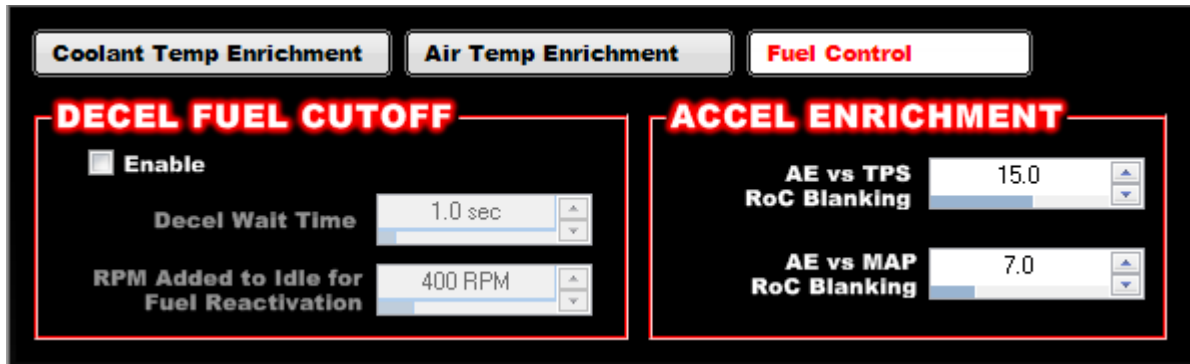 Coolant Temp Enrichment
Air Temp Enrichment
Fuel Control
DECEL FUEL CUTOFF
Enable
Decel Wait Time
1.0 sec
RPM Added to Idle for
Fuel Reactivation
400 RPM
ACCEL ENRICHMENT
AE vs TPS
RoC Blanking
15.0
AE vs MAP
RoC Blanking
7.0